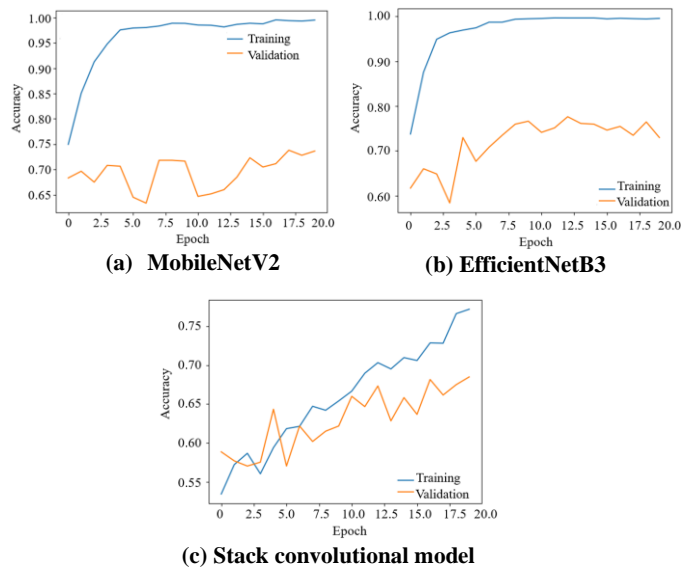 1.00
0.95
0.90
0.85
0.80
0.75
0.70
0.65
Accuracy
Training
Validation
0 2.5 5.0 7.5 10.0 12.5 15.0 17.5 20.0
Epoch
(a) MobileNetV2
1.00
0.90
0.80
0.70
0.60
Accuracy
Training
Validation
0 2.5 5.0 7.5 10.0 12.5 15.0 17.5 20.0
Epoch
(b) EfficientNetB3
0.75
0.70
0.65
0.60
0.55
Accuracy
Training
Validation
0 2.5 5.0 7.5 10.0 12.5 15.0 17.5 20.0
Epoch
(c) Stack convolutional model